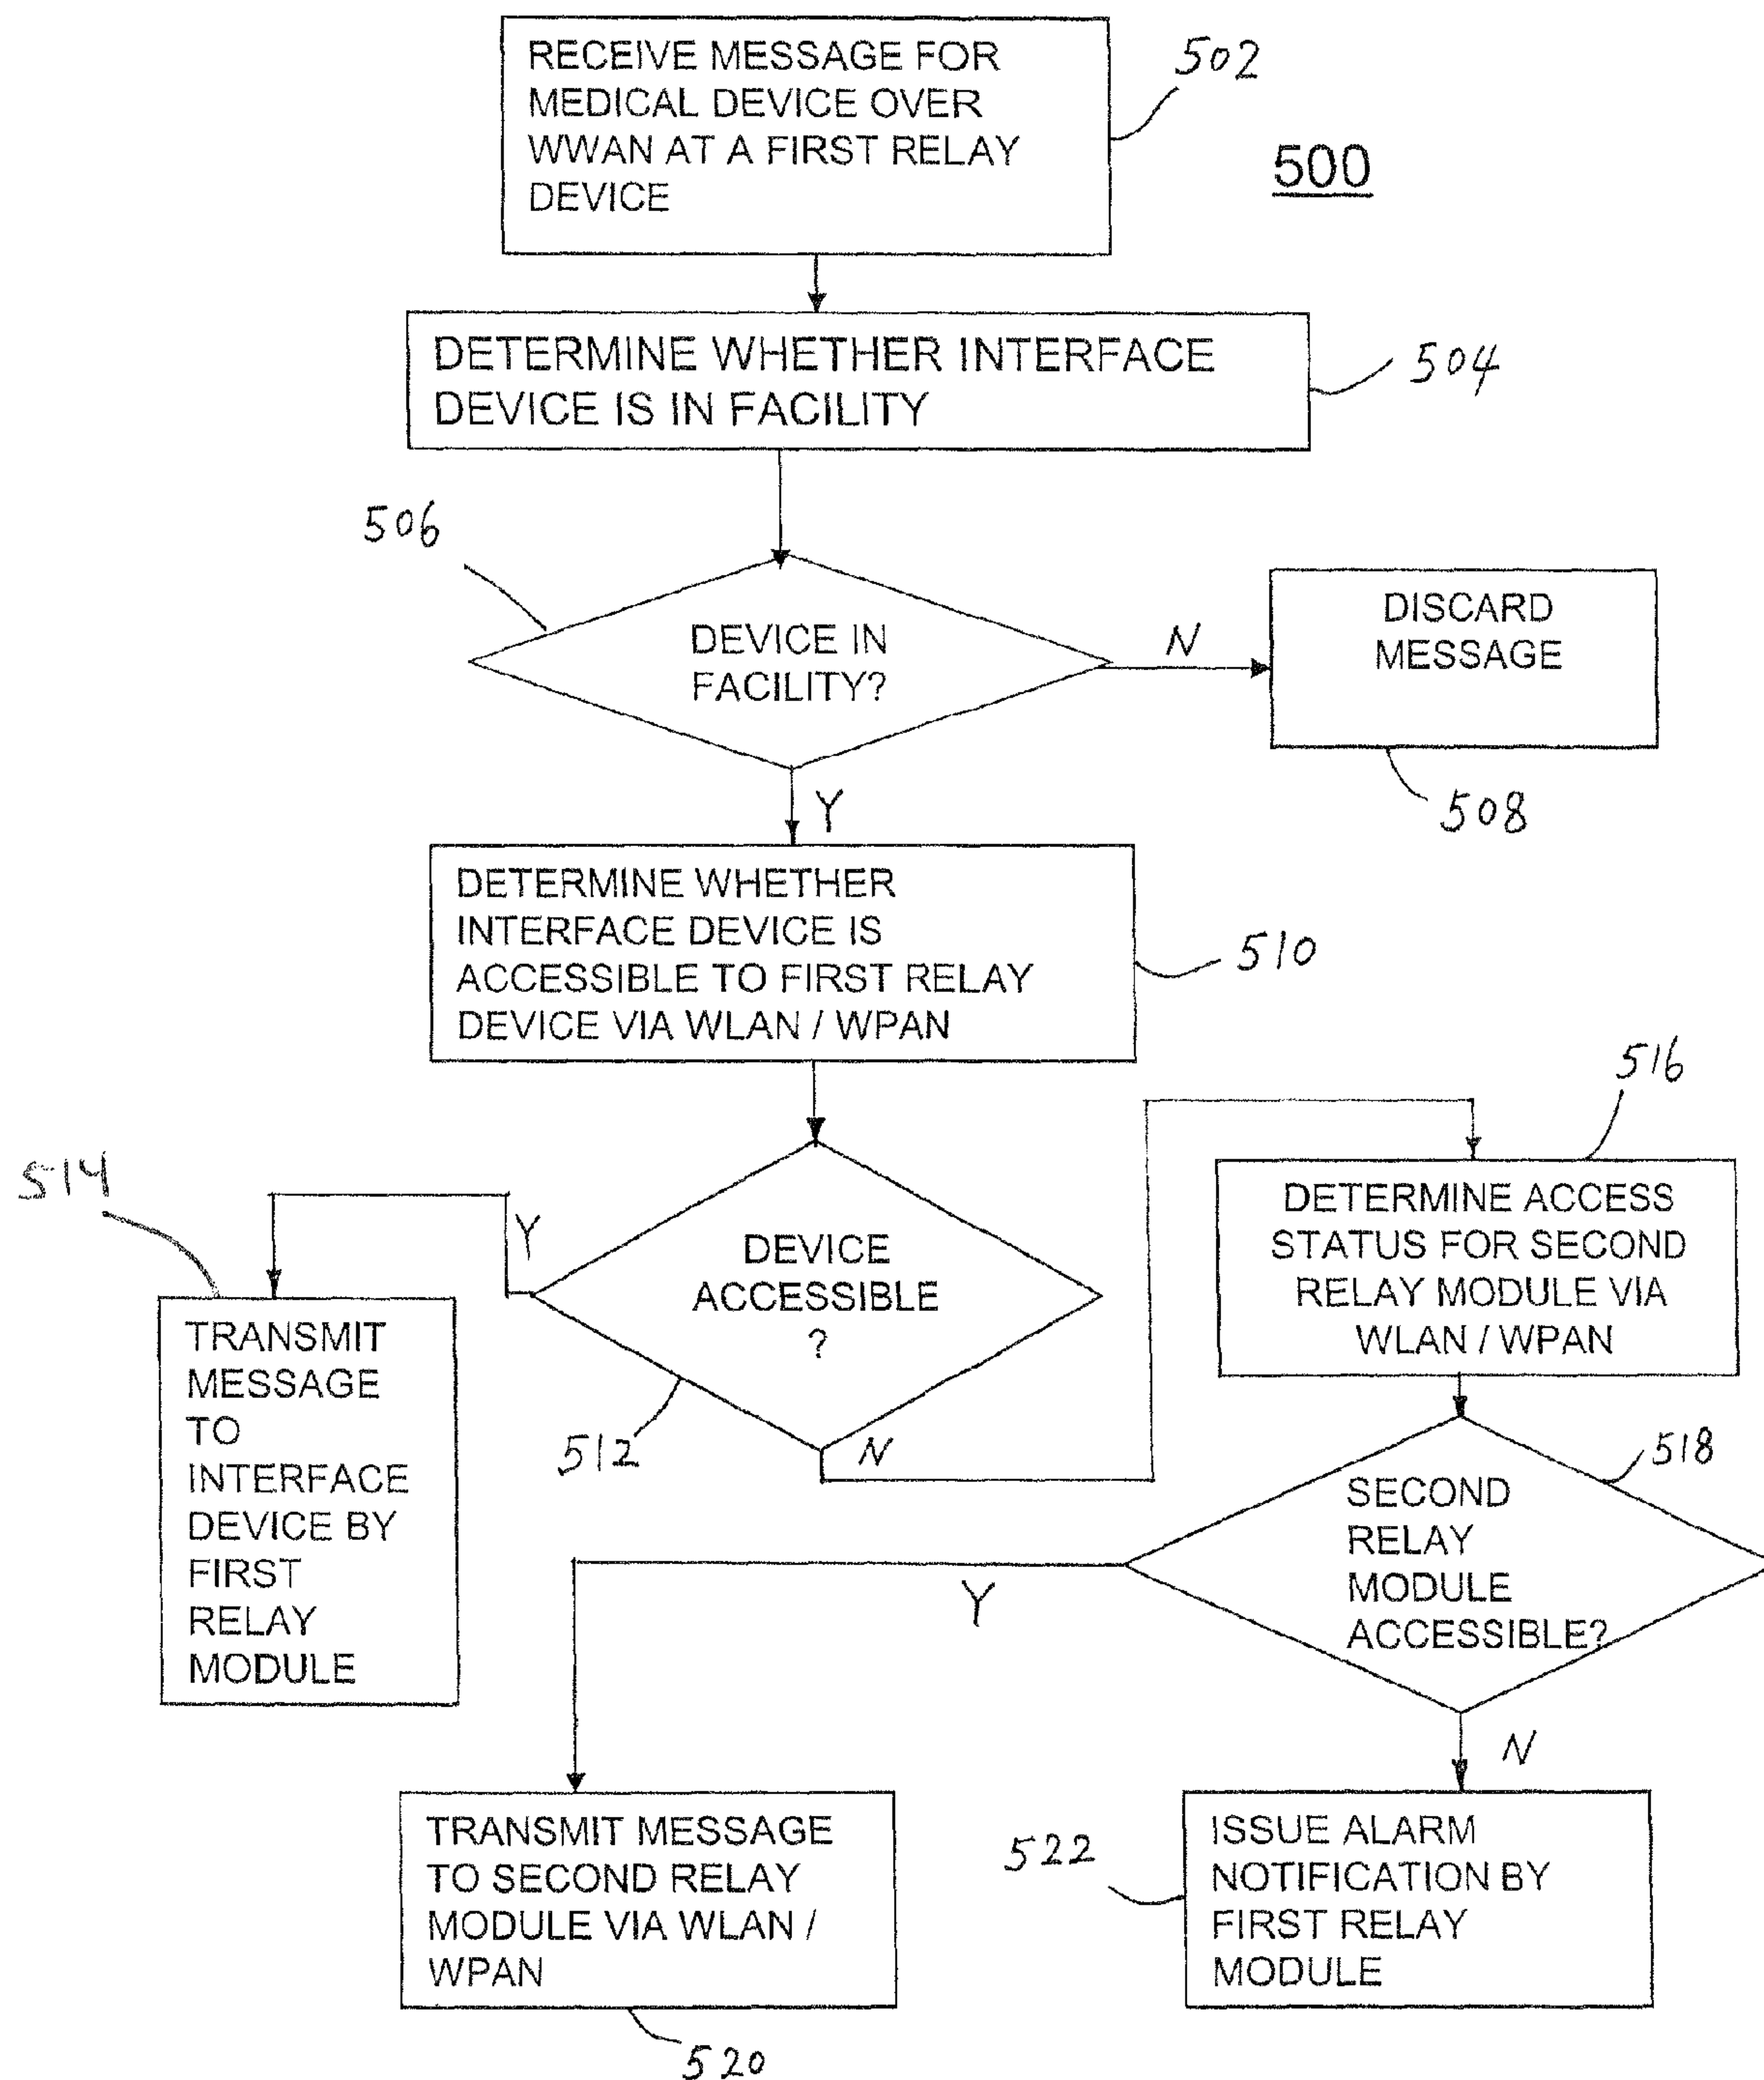 RECEIVE MESSAGE FOR
MEDICAL DEVICE OVER
WWAN AT A FIRST RELAY
DEVICE
502
500
DETERMINE WHETHER INTERFACE
DEVICE IS IN FACILITY
504
506
DEVICE IN
FACILITY?
N
DISCARD
MESSAGE
508
Y
DETERMINE WHETHER
INTERFACE DEVICE IS
ACCESSIBLE TO FIRST RELAY
DEVICE VIA WLAN / WPAN
510
512
DEVICE
ACCESSIBLE
?
Y
514
TRANSMIT
MESSAGE
TO
INTERFACE
DEVICE BY
FIRST
RELAY
MODULE
N
516
DETERMINE ACCESS
STATUS FOR SECOND
RELAY MODULE VIA
WLAN / WPAN
518
SECOND
RELAY
MODULE
ACCESSIBLE?
Y
TRANSMIT MESSAGE
TO SECOND RELAY
MODULE VIA WLAN /
WPAN
520
N
522
ISSUE ALARM
NOTIFICATION BY
FIRST RELAY
MODULE